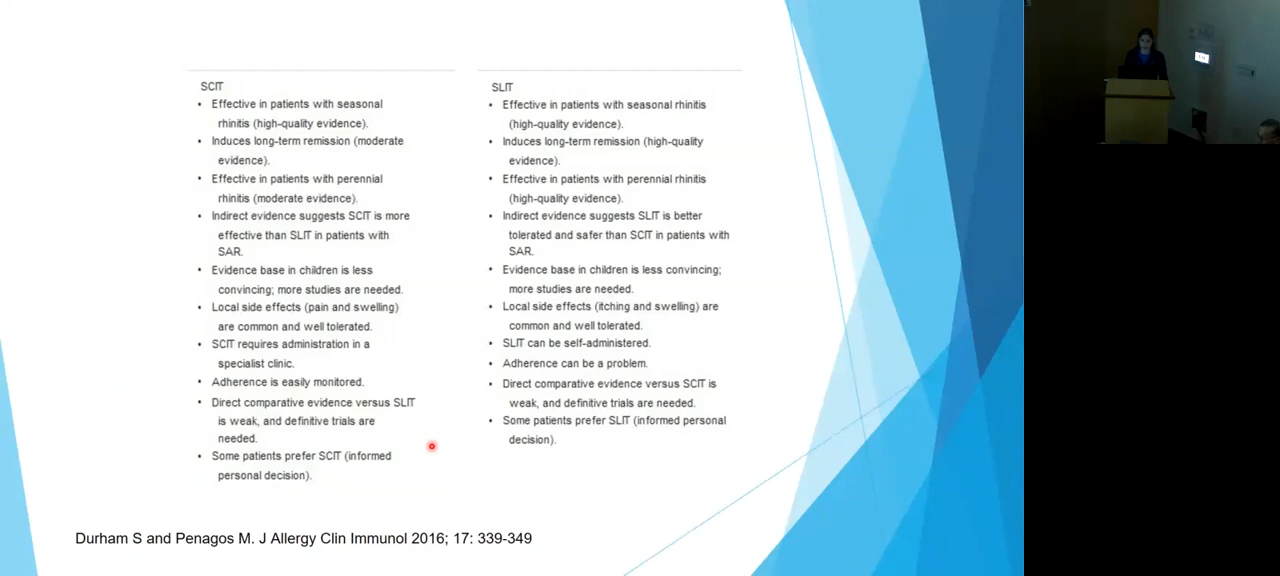 SCIT
• Effective in patients with seasonal
rhinitis (high-quality evidence).
• Induces long-term remission (moderate
evidence).
• Effective in patients with perennial
rhinitis (moderate evidence).
• Indirect evidence suggests SCIT is more
effective than SLIT in patients with
SAR.
• Evidence base in children is less
convincing; more studies are needed.
• Local side effects (pain and swelling)
are common and well tolerated.
• SCIT requires administration in a
specialist clinic.
• Adherence is easily monitored.
• Direct comparative evidence versus SLIT
is weak, and definitive trials are
needed.
• Some patients prefer SCIT (informed
personal decision).
SLIT
• Effective in patients with seasonal rhinitis
(high-quality evidence).
• Induces long-term remission (high-quality
evidence).
• Effective in patients with perennial rhinitis
(high-quality evidence).
• Indirect evidence suggests SLIT is better
tolerated and safer than SCIT in patients with
SAR.
• Evidence base in children is less convincing;
more studies are needed.
• Local side effects (itching and swelling) are
common and well tolerated.
• SLIT can be self-administered.
• Adherence can be a problem.
• Direct comparative evidence versus SCIT is
weak, and definitive trials are needed.
• Some patients prefer SLIT (informed personal
decision).
Durham S and Penagos M. J Allergy Clin Immunol 2016; 17: 339-349